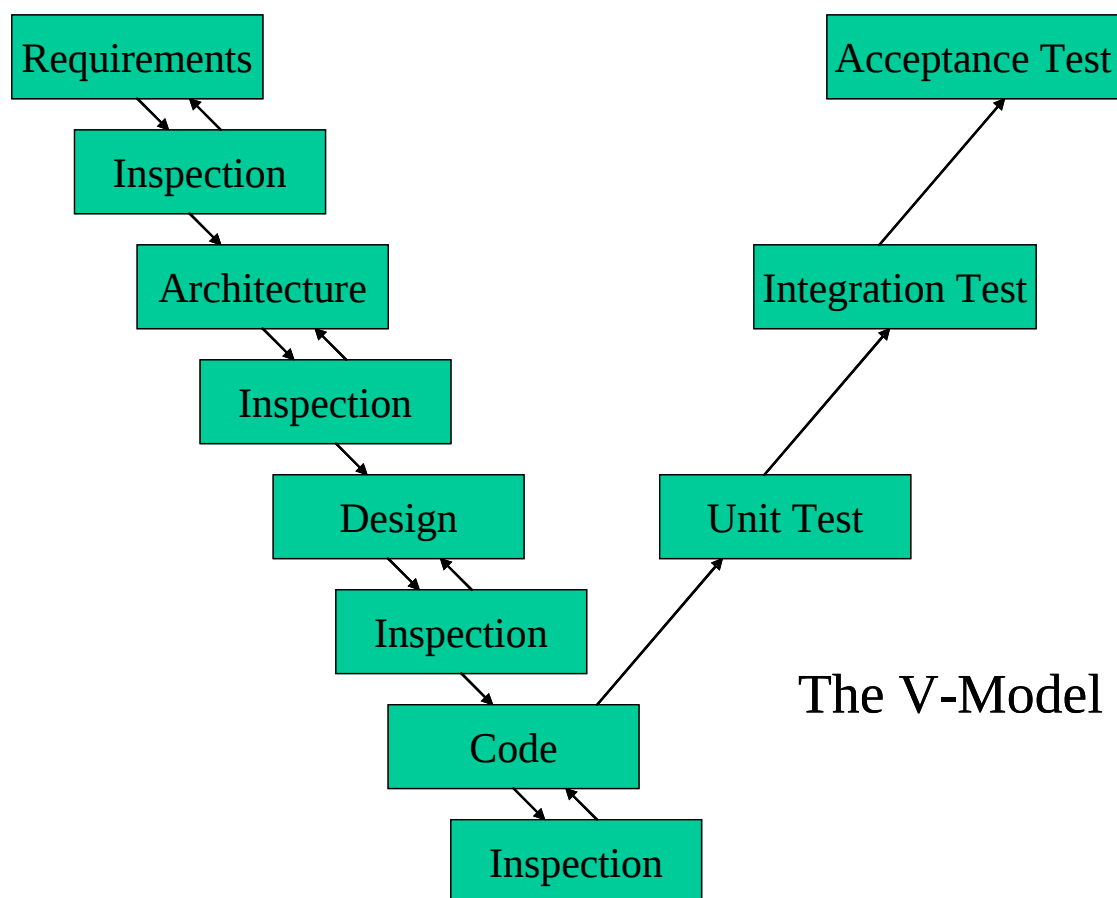 Requirements
Acceptance Test
Inspection
Architecture
Integration Test
Inspection
Design
Unit Test
Inspection
The V-Model
Code
Inspection